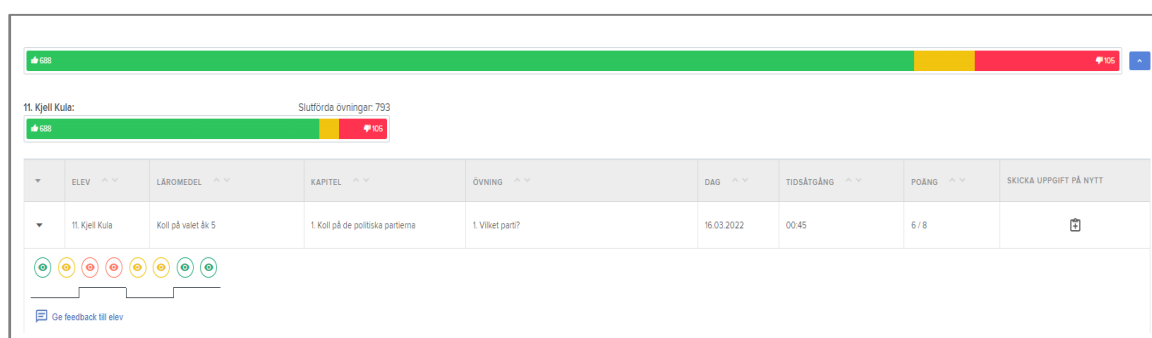 688 105
11. Kjell Kula: Slutförda övningar: 793
688 105
ELEV LÄROMEDEL KAPITEL ÖVNING DAG TIDSÅTGÅNG POÄNG SKICKA UPPGIFT PÅ NYTT
11. Kjell Kula Koll på valet åk 5 1. Koll på de politiska partierna 1. Vilket parti? 16.03.2022 00:45 6 / 8
Ge feedback till elev